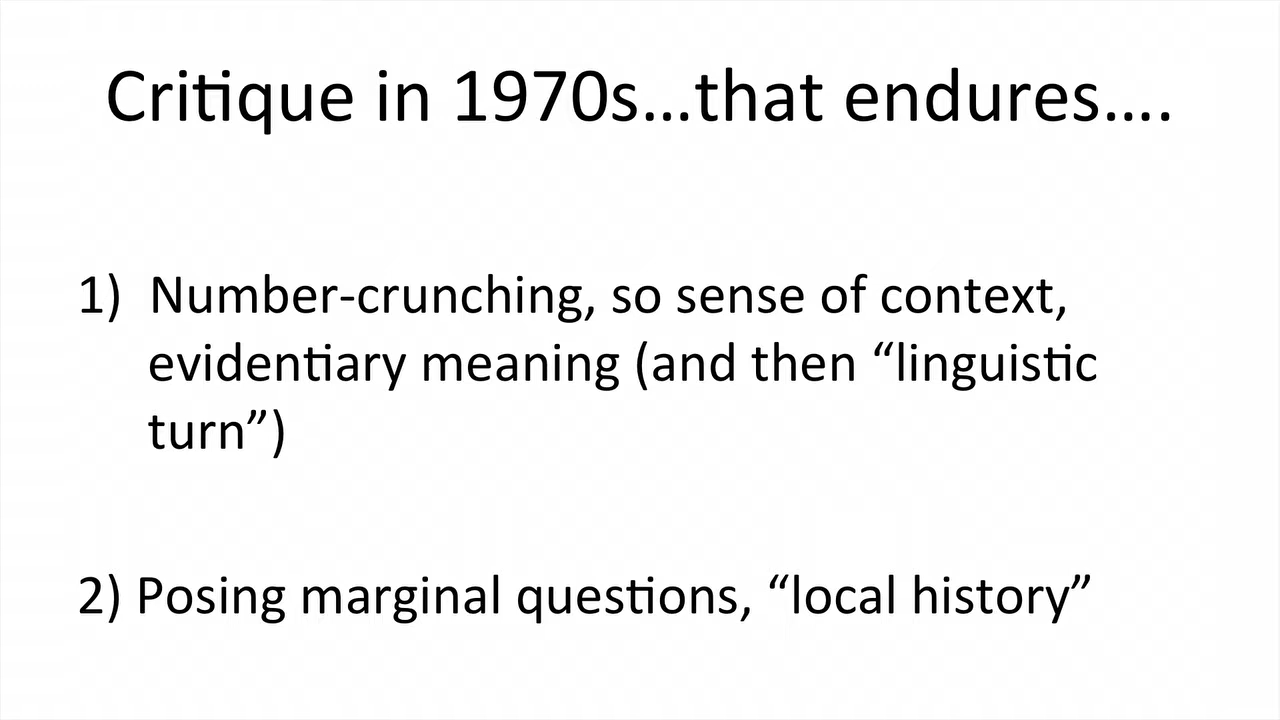 Critique in 1970s…that endures….
1) Number-crunching, so sense of context,
evidentiary meaning (and then “linguistic
turn”)
2) Posing marginal questions, “local history”